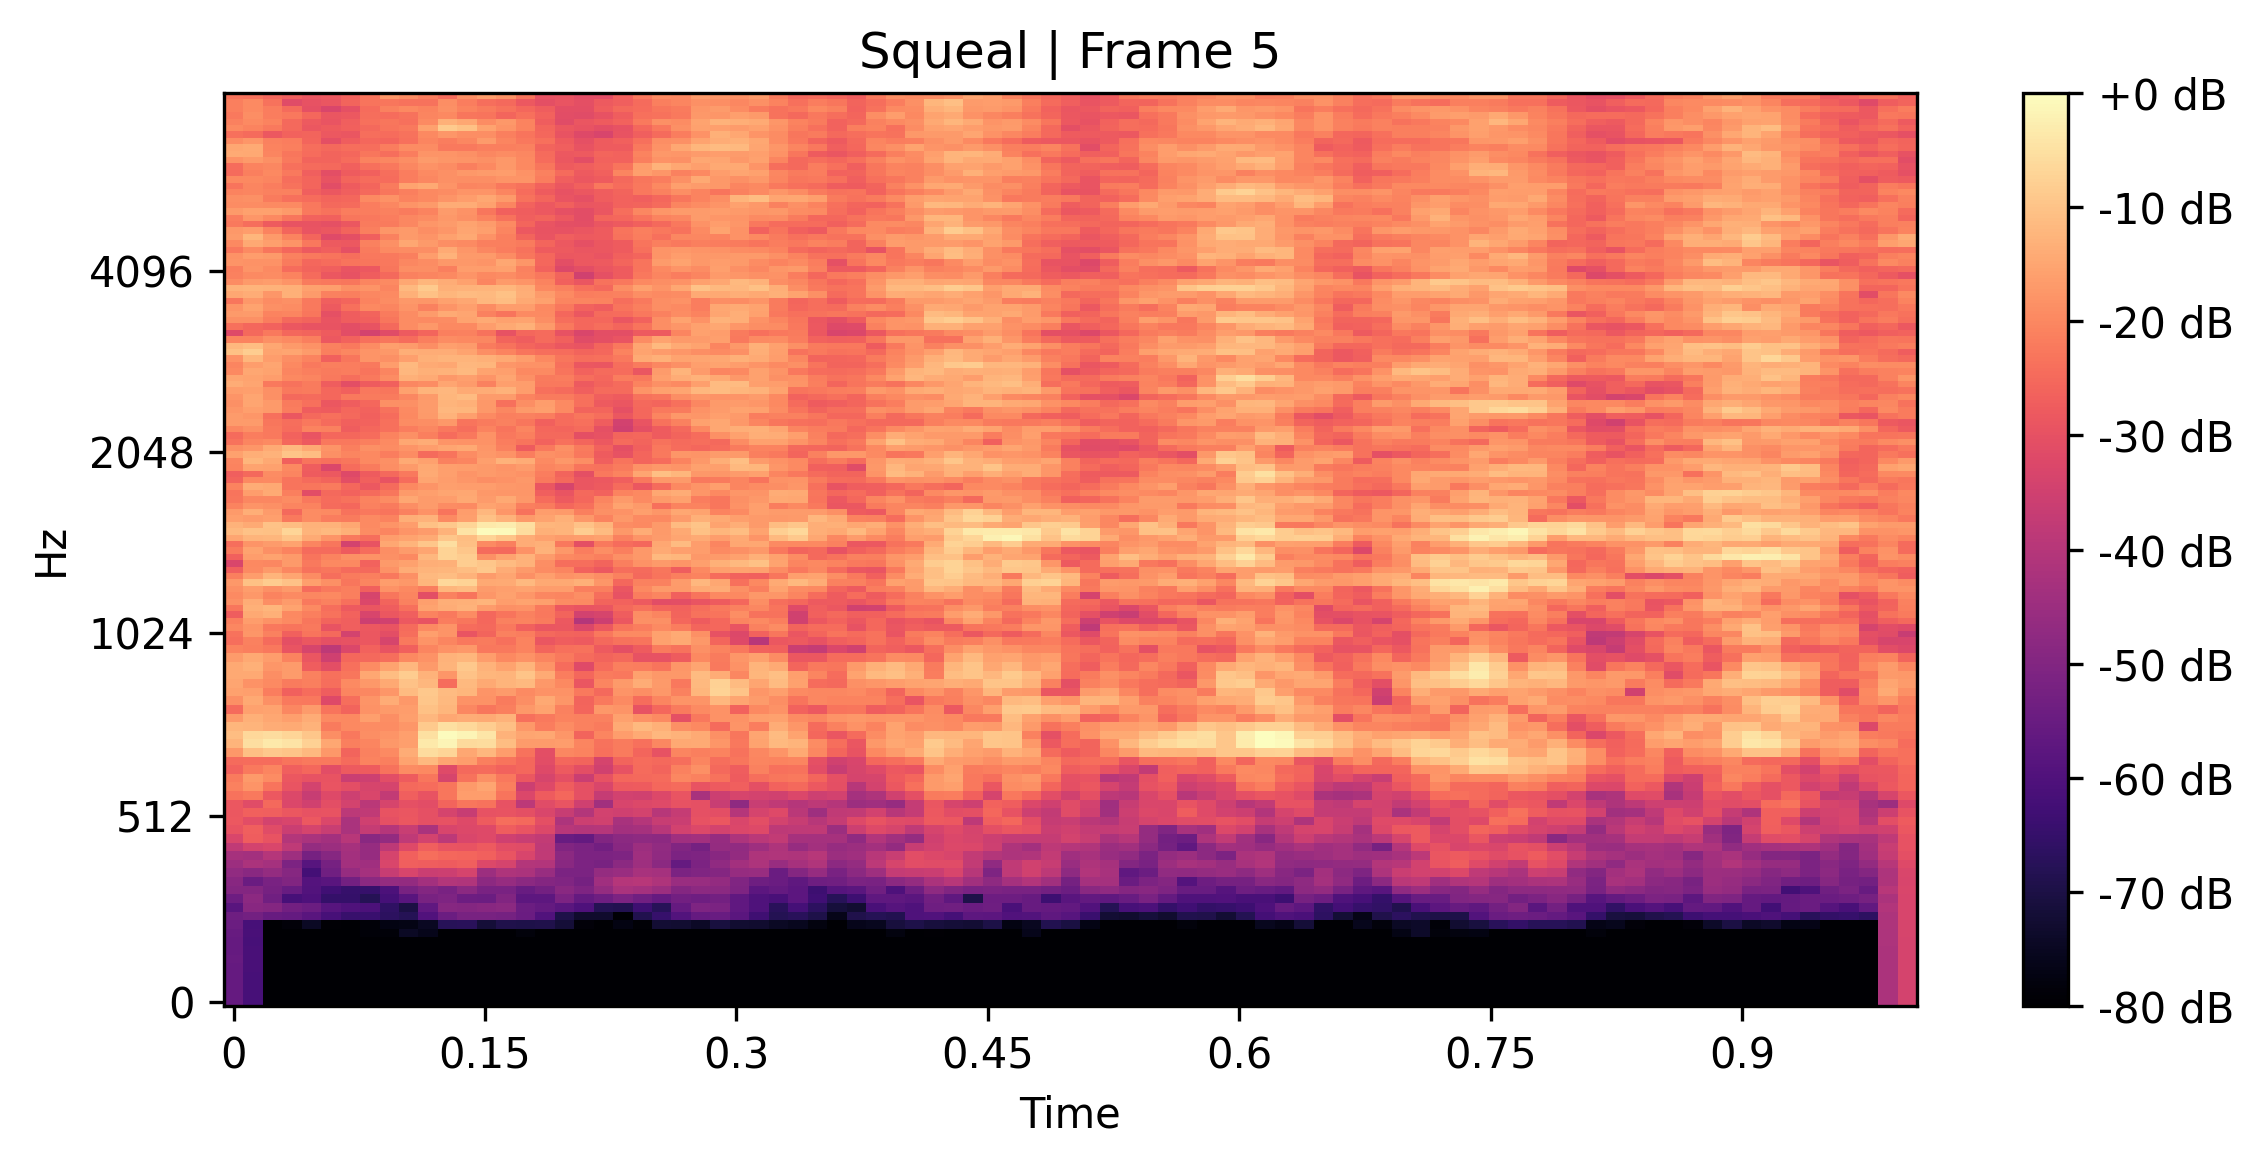 Squeal | Frame 5
+0 dB
-10 dB
-20 dB
-30 dB
-40 dB
-50 dB
-60 dB
-70 dB
-80 dB
Hz
4096
2048
1024
512
0
0 0.15 0.3 0.45 0.6 0.75 0.9
Time